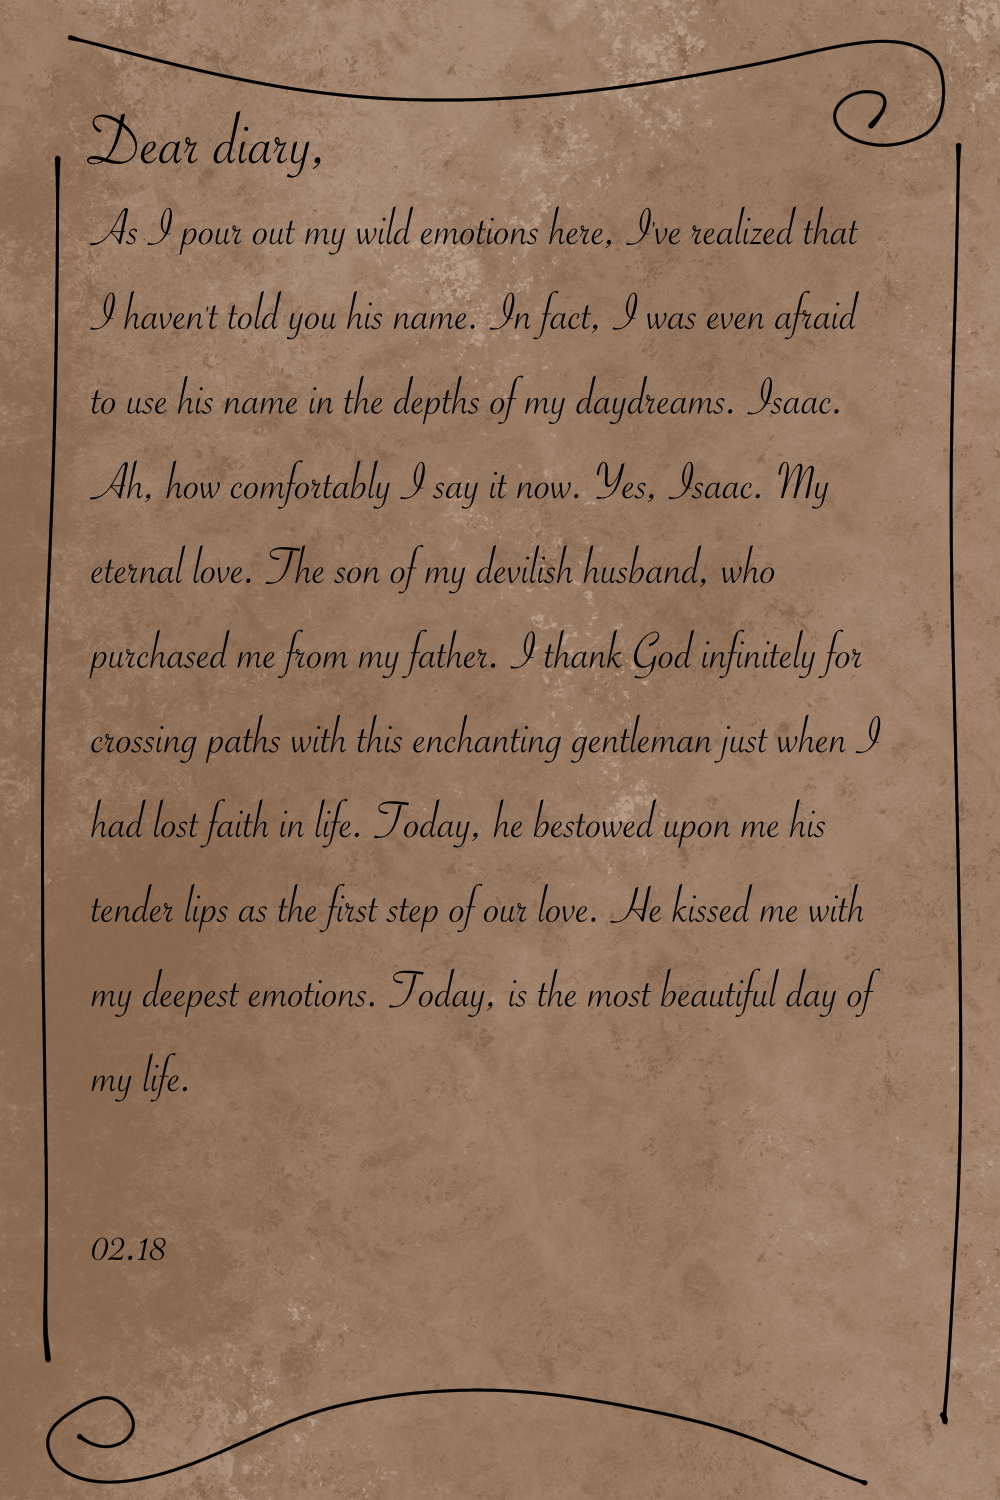 Dear diary,
As I pour out my wild emotions here, I've realized that
I haven't told you his name. In fact, I was even afraid
to use his name in the depths of my daydreams. Isaac.
Ah, how comfortably I say it now. Yes, Isaac. My
eternal love. The son of my devilish husband, who
purchased me from my father. I thank God infinitely for
crossing paths with this enchanting gentleman just when I
had lost faith in life. Today, he bestowed upon me his
tender lips as the first step of our love. He kissed me with
my deepest emotions. Today, is the most beautiful day of
my life.
02.18